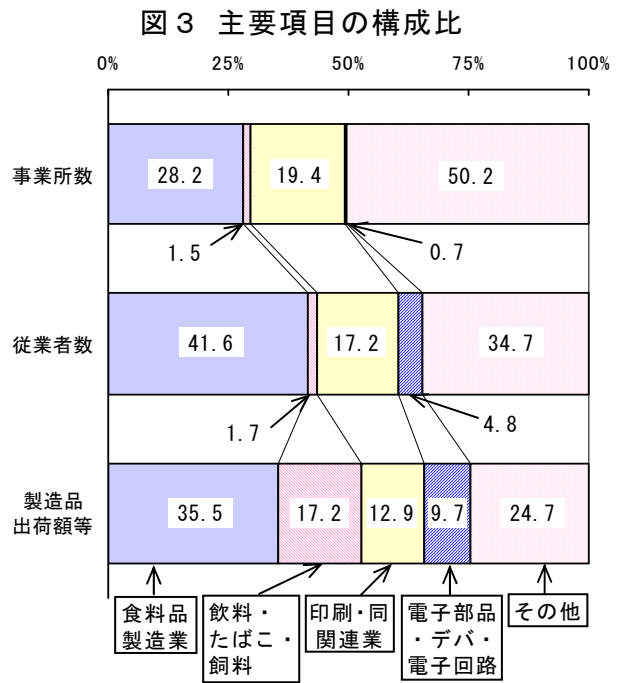 図３ 主要項目の構成比
0% 25% 50% 75% 100%
事業所数 28.2 19.4 50.2
1.5 0.7
従業者数 41.6 17.2 34.7
1.7 4.8
製造品
出荷額等
35.5 17.2 12.9 9.7 24.7
食料品
製造業
飲料・
たばこ・
飼料
印刷・同
関連業
電子部品
・デバ・
電子回路
その他